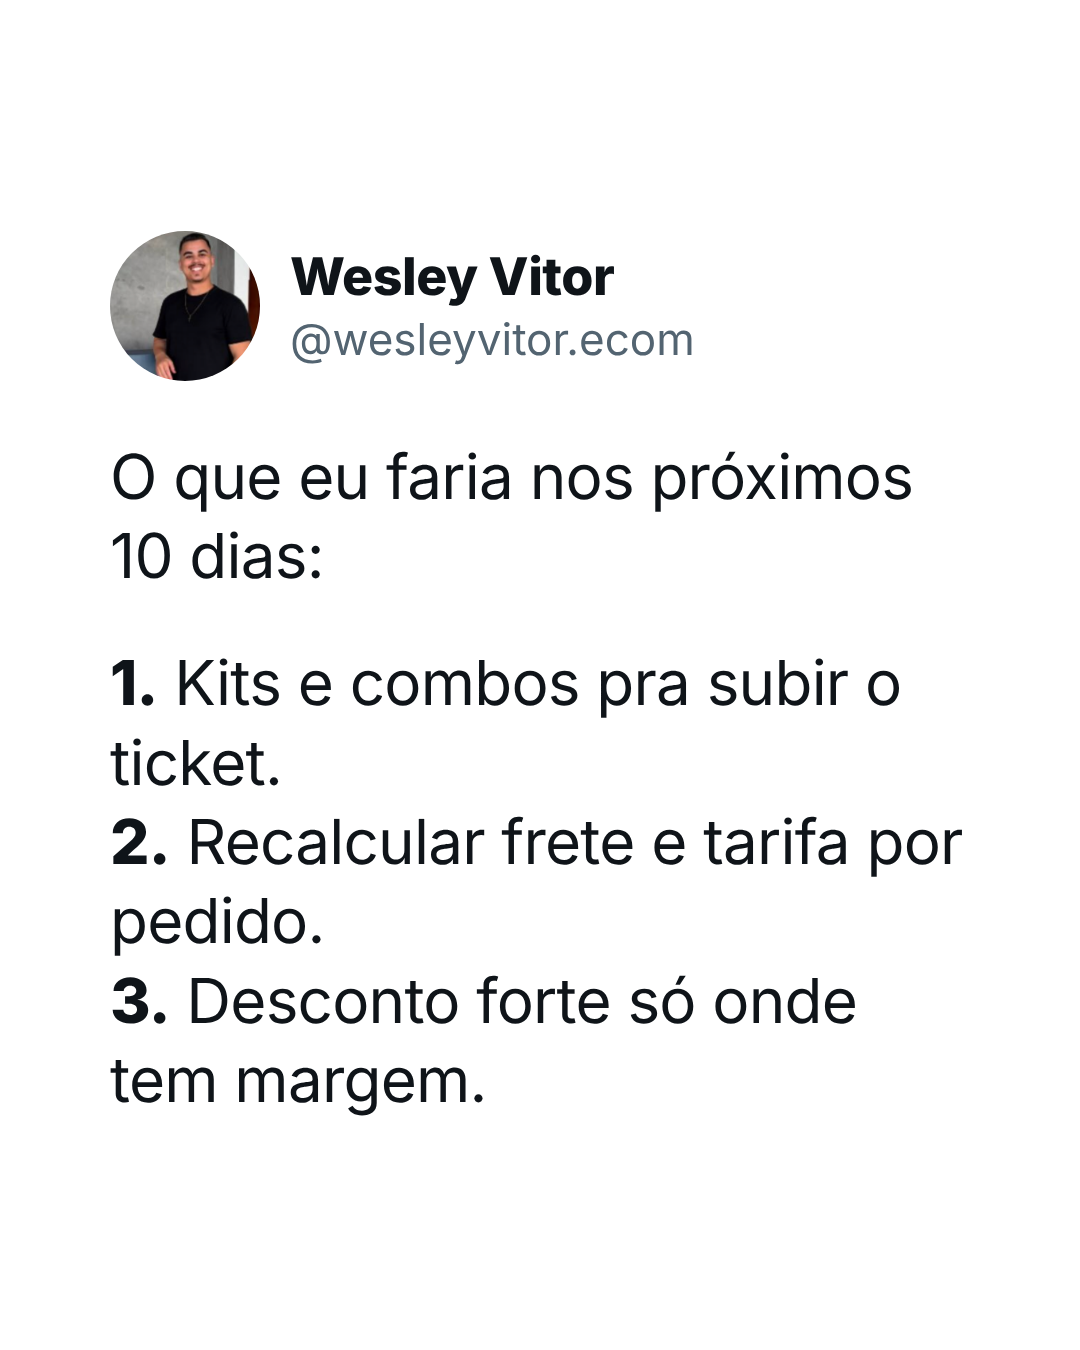 Wesley Vitor
@wesleyvitor.ecom
O que eu faria nos próximos
10 dias:
1. Kits e combos pra subir o
ticket.
2. Recalcular frete e tarifa por
pedido.
3. Desconto forte só onde
tem margem.